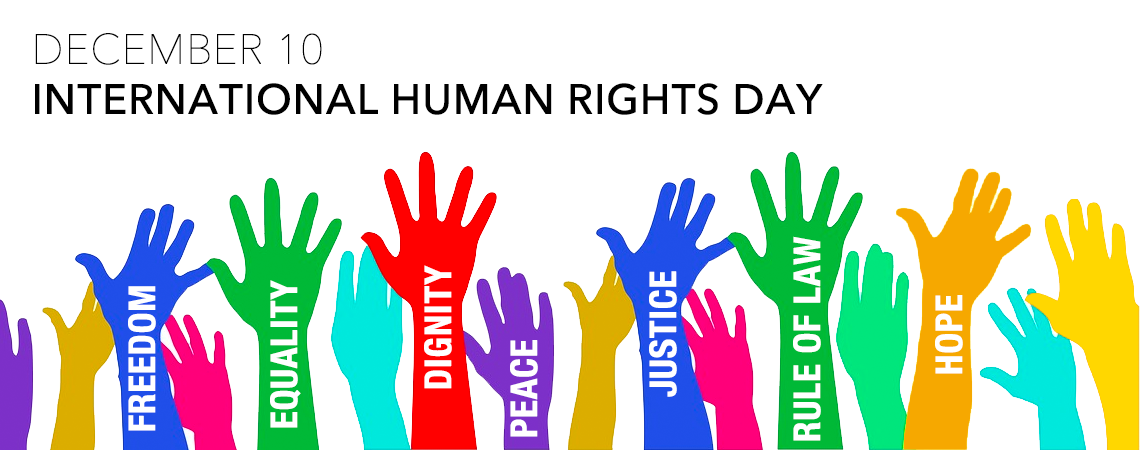 DECEMBER 10
INTERNATIONAL HUMAN RIGHTS DAY
FREEDOM
EQUALITY
DIGNITY
PEACE
JUSTICE
RULE OF LAW
HOPE